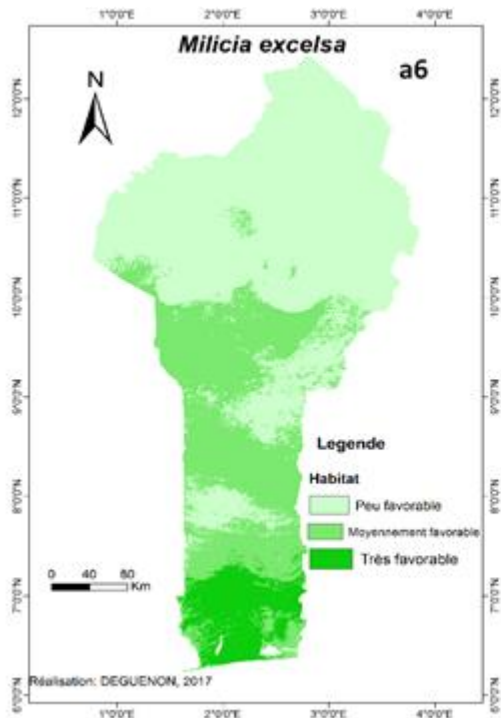 1°0'0"E 2°0'0"E 3°0'0"E 4°0'0"E
Milicia excelsa
a6
N
12°0'0"N 12°0'0"N
11°0'0"N 11°0'0"N
10°0'0"N 10°0'0"N
9°0'0"N 9°0'0"N
Legende
Habitat
8°0'0"N 8°0'0"N
Peu favorable
Moyennement favorable
Très favorable
0 40 80
Km
7°0'0"N 7°0'0"N
Réalisation: DEGUENON, 2017
6°0'0"N 6°0'0"N
1°0'0"E 2°0'0"E 3°0'0"E 4°0'0"E